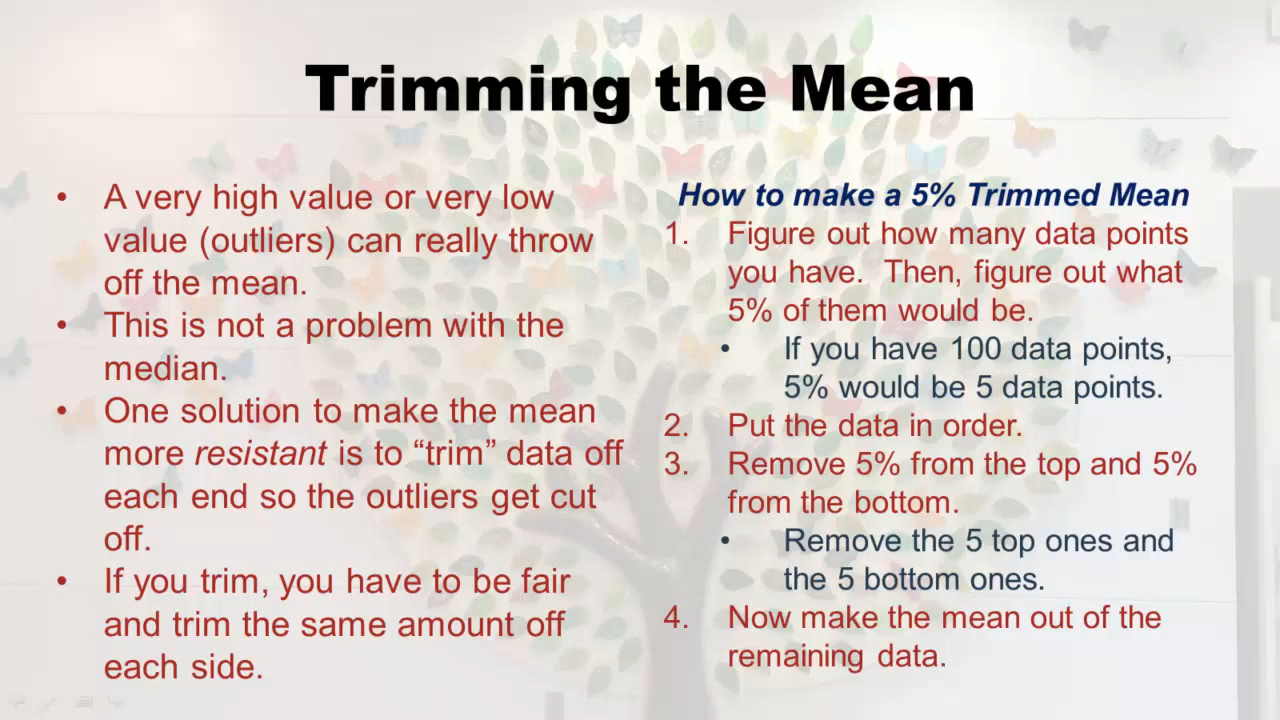 Trimming the Mean
• A very high value or very low
value (outliers) can really throw
off the mean.
• This is not a problem with the
median.
• One solution to make the mean
more resistant is to “trim” data off
each end so the outliers get cut
off.
• If you trim, you have to be fair
and trim the same amount off
each side.
How to make a 5% Trimmed Mean
1. Figure out how many data points
you have. Then, figure out what
5% of them would be.
• If you have 100 data points,
5% would be 5 data points.
2. Put the data in order.
3. Remove 5% from the top and 5%
from the bottom.
• Remove the 5 top ones and
the 5 bottom ones.
4. Now make the mean out of the
remaining data.